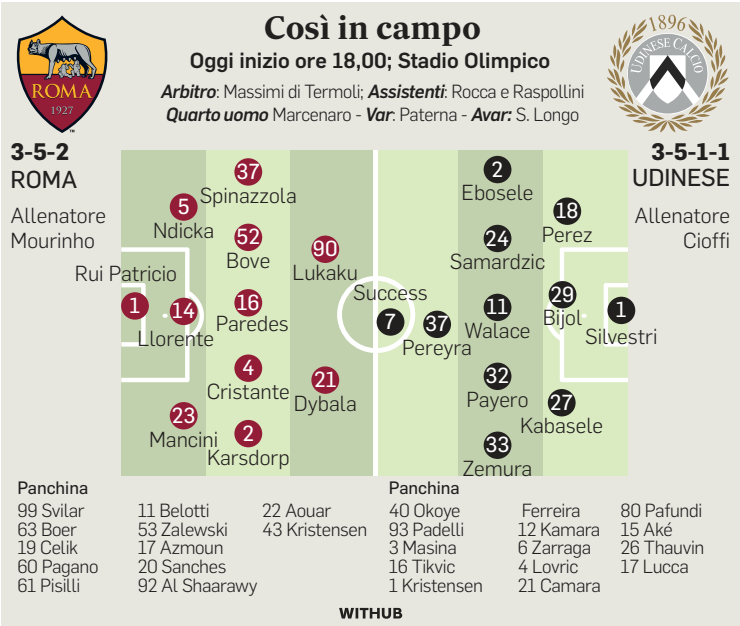 Così in campo
Oggi inizio ore 18,00; Stadio Olimpico
Arbitro: Massimi di Termoli; Assistenti: Rocca e Raspollini
Quarto uomo Marcenaro - Var: Paterna - Avar: S. Longo
ROMA
1927
1896
UDINESE CALCIO
3-5-2
ROMA
Allenatore
Mourinho
3-5-1-1
UDINESE
Allenatore
Cioffi
37
Spinazzola
5
Ndicka
52
Bove
90
Lukaku
Rui Patricio
1
14
Llorente
16
Paredes
4
Cristante
21
Dybala
23
Mancini
2
Karsdorp
2
Ebosele
18
Perez
24
Samardzic
Success
7
37
Pereyra
11
Walace
29
Bijol
1
Silvestri
32
Payero
27
Kabasele
33
Zemura
Panchina
99 Svilar
63 Boer
19 Celik
60 Pagano
61 Pisilli
11 Belotti
53 Zalewski
17 Azmoun
20 Sanches
92 Al Shaarawy
22 Aouar
43 Kristensen
Panchina
40 Okoye
93 Padelli
3 Masina
16 Tikvic
1 Kristensen
Ferreira
12 Kamara
6 Zarraga
4 Lovric
21 Camara
80 Pafundi
15 Aké
26 Thauvin
17 Lucca
WITHUB